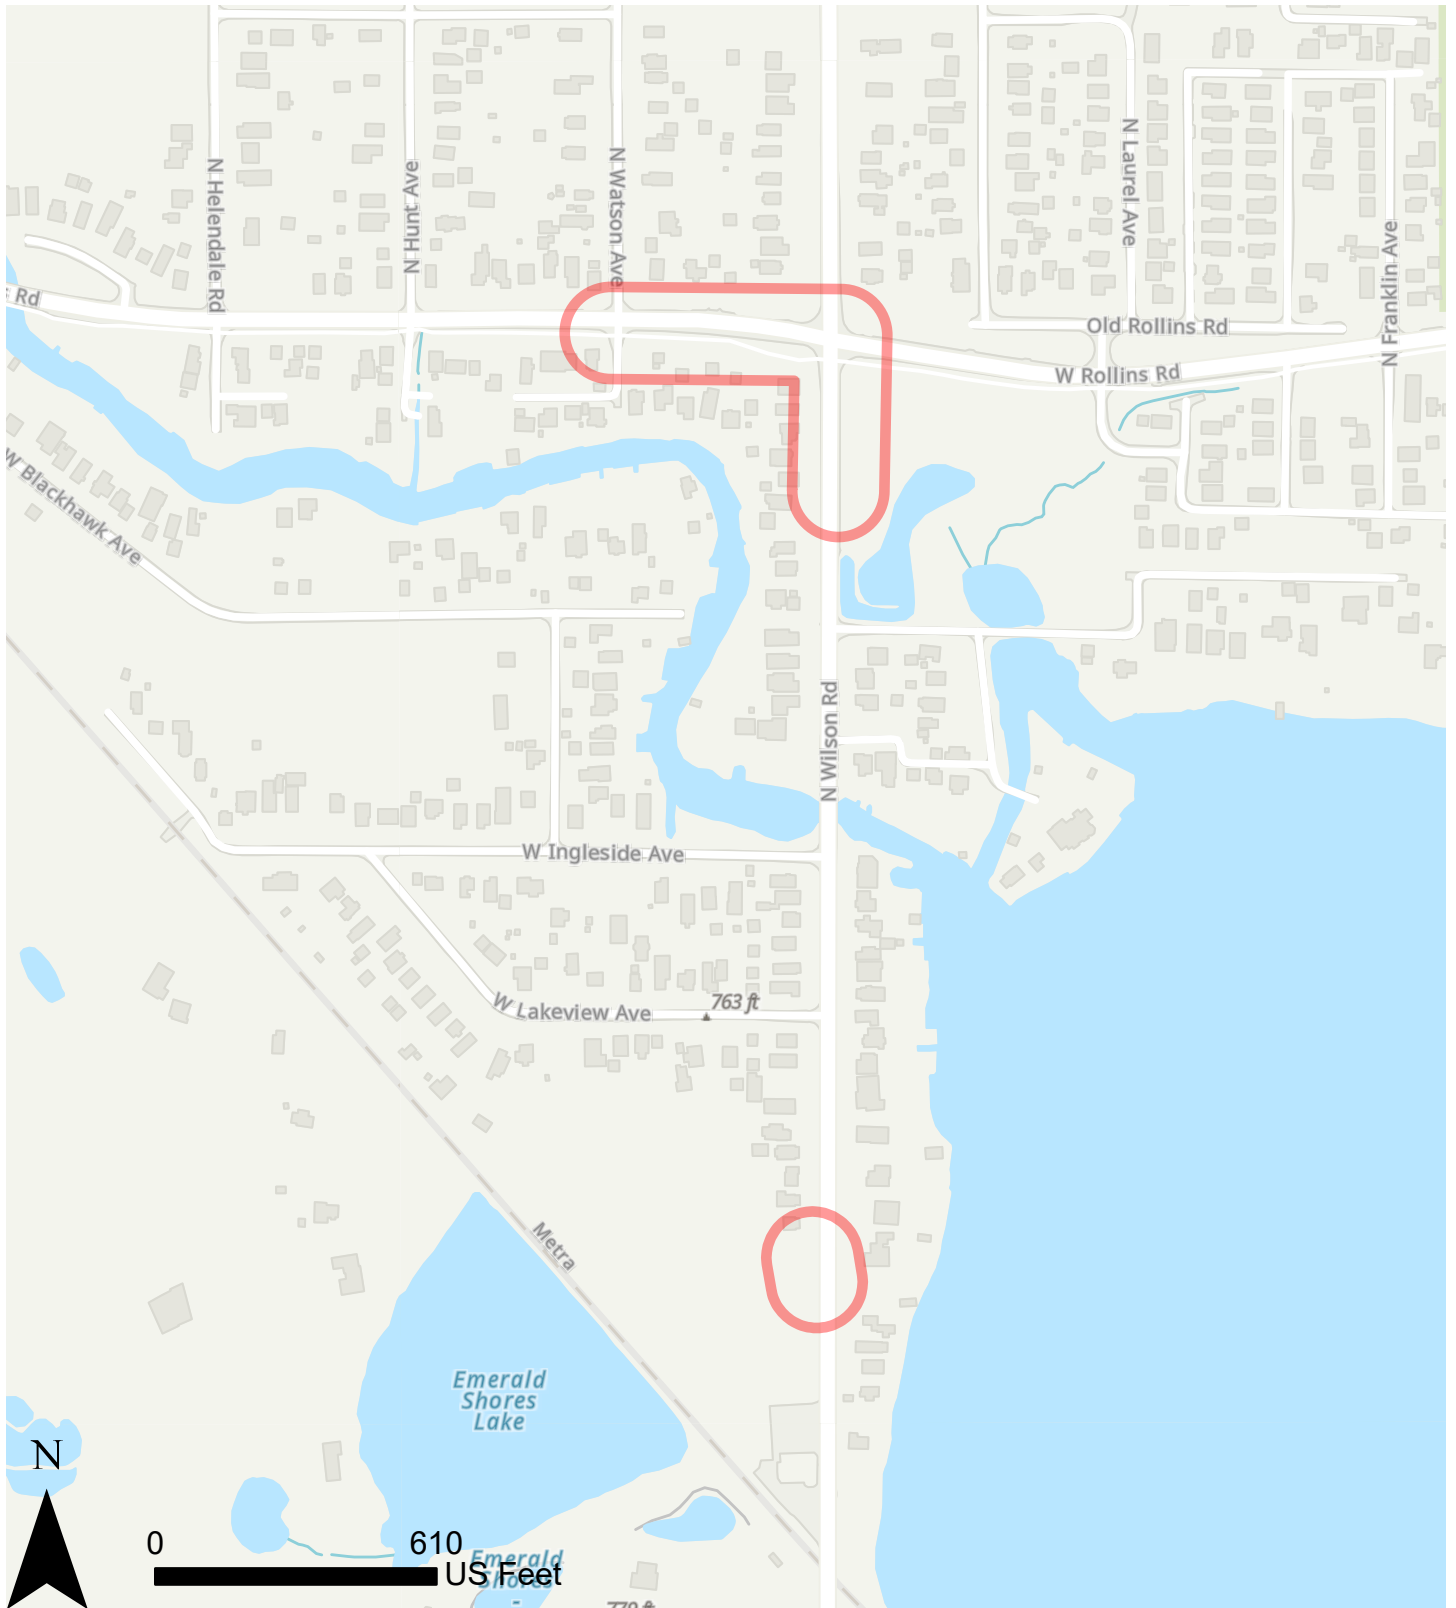 N Helendale Rd
N Hunt Ave
N Watson Ave
N Laurel Ave
N Franklin Ave
s Rd
Old Rollins Rd
W Rollins Rd
W Blackhawk Ave
N Wilson Rd
W Ingleside Ave
W Lakeview Ave
763 ft
Metra
Emerald
Shores
Lake
N
0
610
US Feet
Emerald
Shores
-